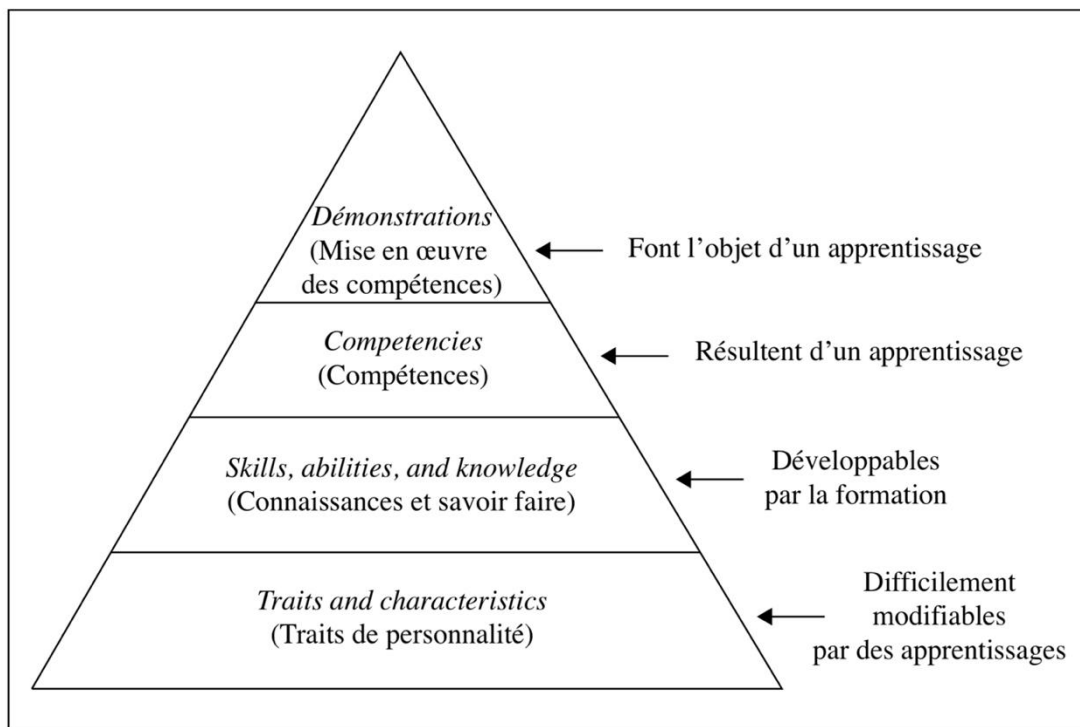 Démonstrations
(Mise en œuvre
des compétences)
Font l’objet d’un apprentissage
Competencies
(Compétences)
Résultent d’un apprentissage
Skills, abilities, and knowledge
(Connaissances et savoir faire)
Développables
par la formation
Traits and characteristics
(Traits de personnalité)
Difficilement
modifiables
par des apprentissages